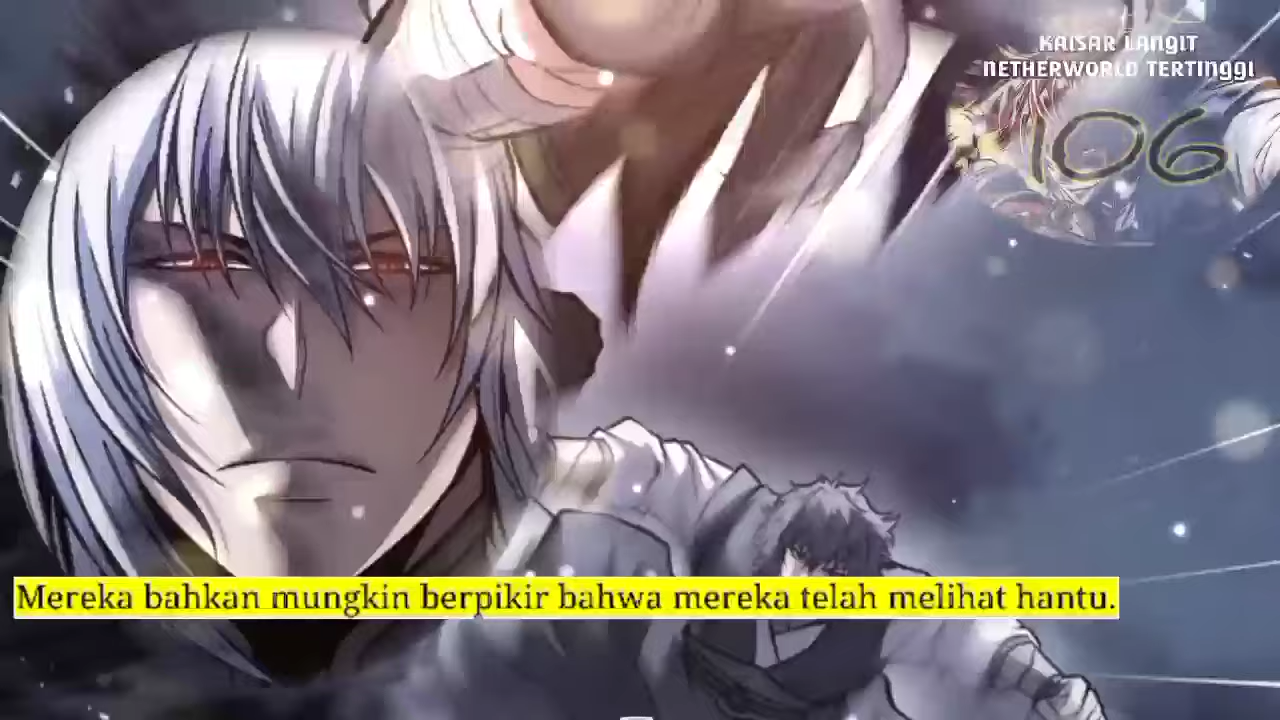 KAISAR LANGIT
NETHERWORLD TERTINGGI
106
Mereka bahkan mungkin berpikir bahwa mereka telah melihat hantu.